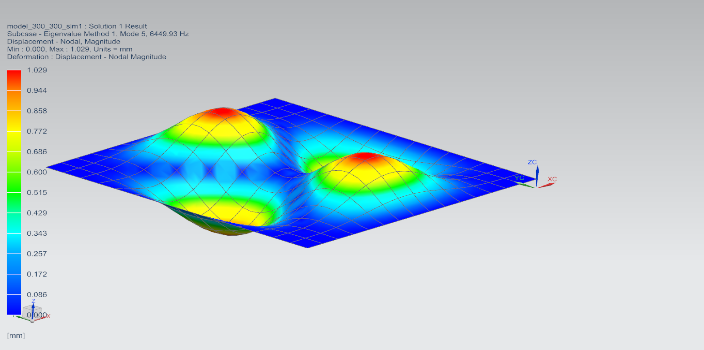 model_300_300_sim1 : Solution 1 Result
Subcase - Eigenvalue Method 1, Mode 5, 6449.93 Hz
Displacement - Nodal, Magnitude
Min : 0.000, Max : 1.029, Units = mm
Deformation : Displacement - Nodal Magnitude
1.029
0.944
0.858
0.772
0.686
0.600
0.515
0.429
0.343
0.257
0.172
0.086
0.000
[mm]
ZC
XC